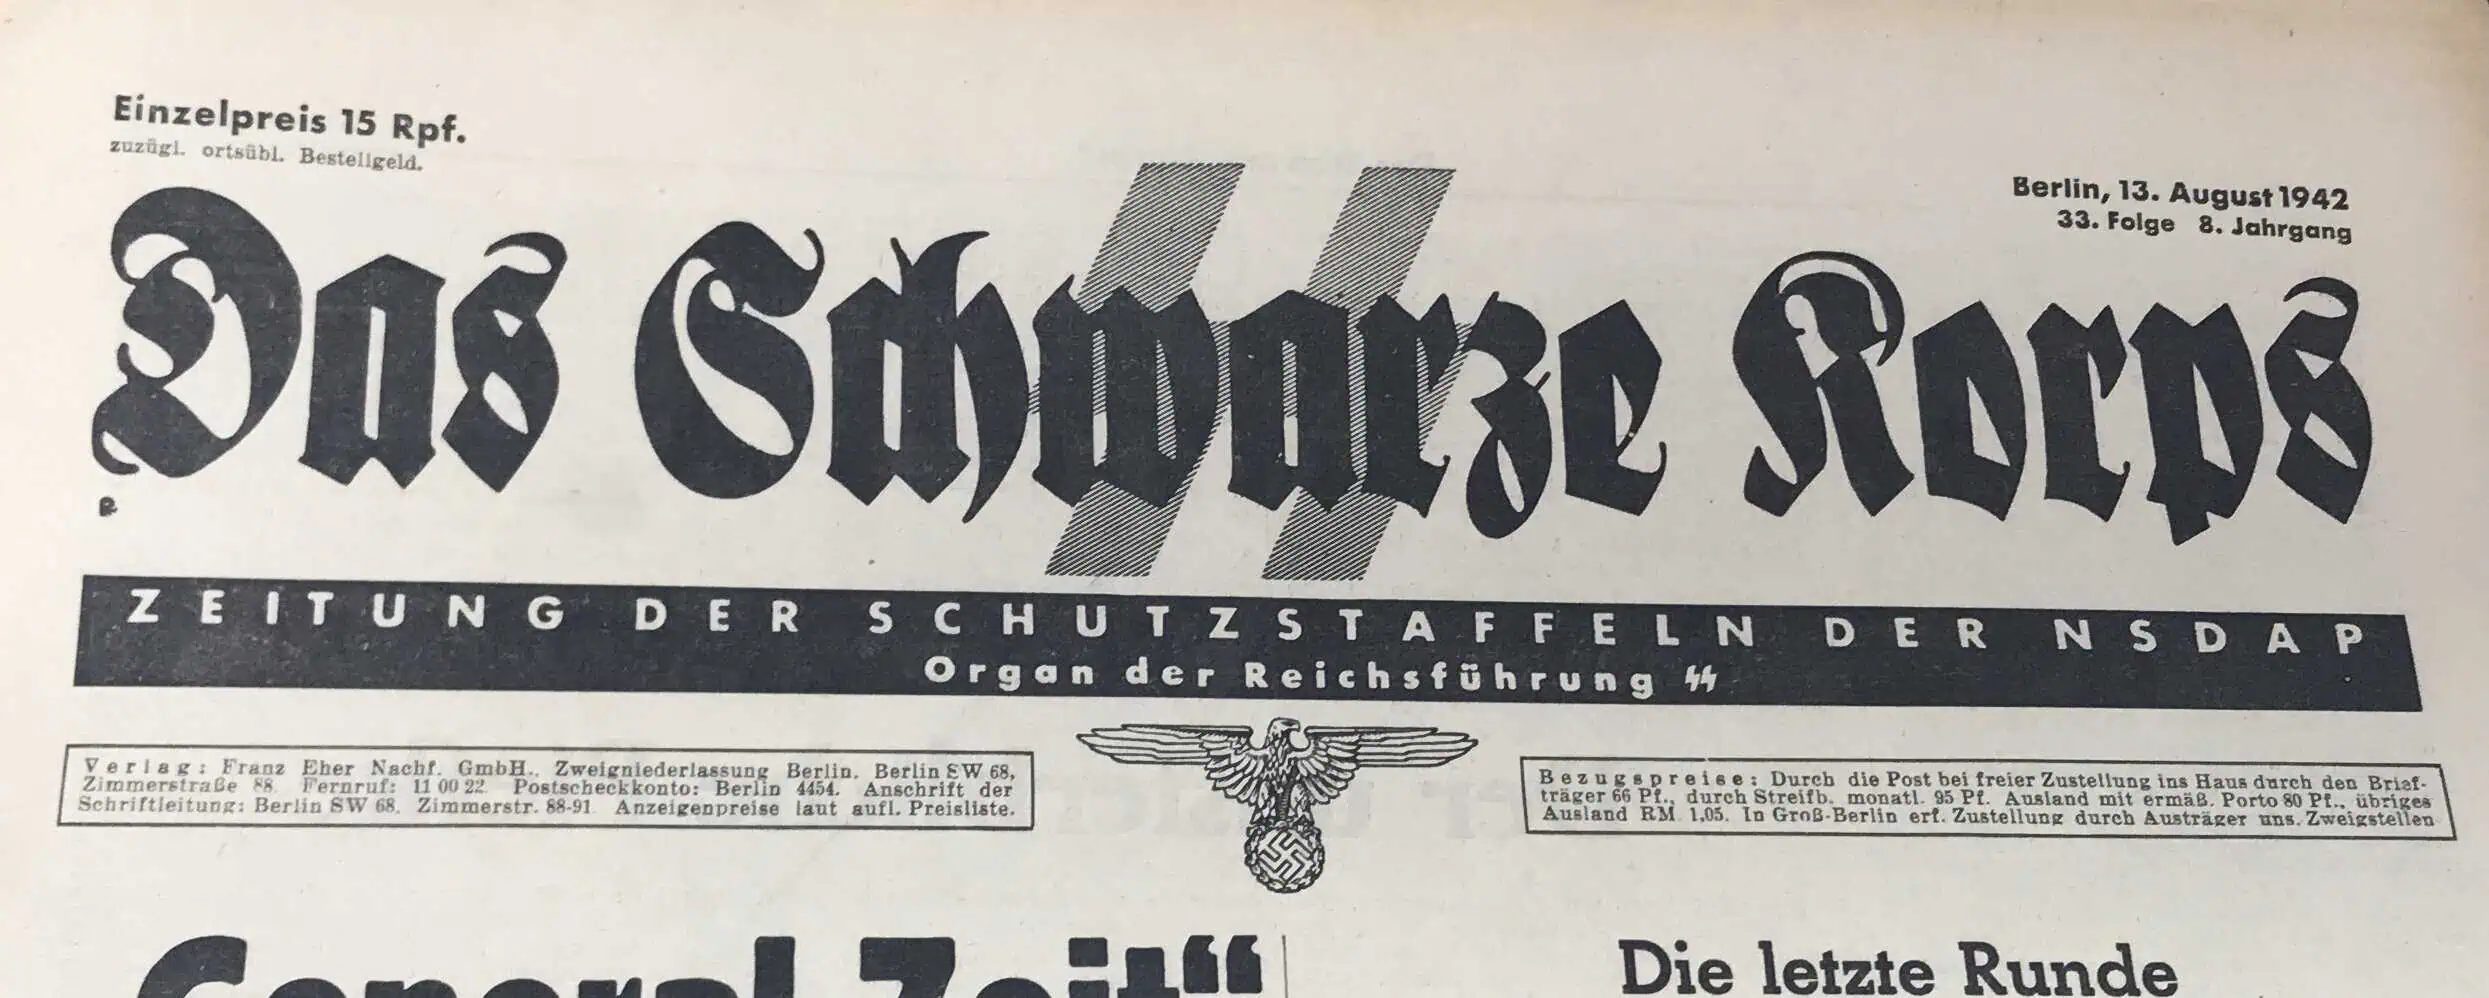 Einzelpreis 15 Rpf.
zuzügl. ortsübl. Bestellgeld.
Berlin, 13. August 1942
33. Folge 8. Jahrgang
Das Schwarze Korps
ZEITUNG DER SCHUTZSTAFFELN DER NSDAP
Organ der Reichsführung SS
Verlag: Franz Eher Nachf. GmbH., Zweigniederlassung Berlin, Berlin SW 68,
Zimmerstraße 88. Fernruf: 11 00 22. Postscheckkonto: Berlin 4454. Anschrift der
Schriftleitung: Berlin SW 68, Zimmerstr. 88-91. Anzeigenpreise laut aufl. Preisliste.
Bezugspreise: Durch die Post bei freier Zustellung ins Haus durch den Brief-
träger 66 Pf., durch Streifb. monatl. 95 Pf. Ausland mit ermäß. Porto 80 Pf., übriges
Ausland RM 1,05. In Groß-Berlin erf. Zustellung durch Austräger uns. Zweigstellen
General Zeit“
Die letzte Runde